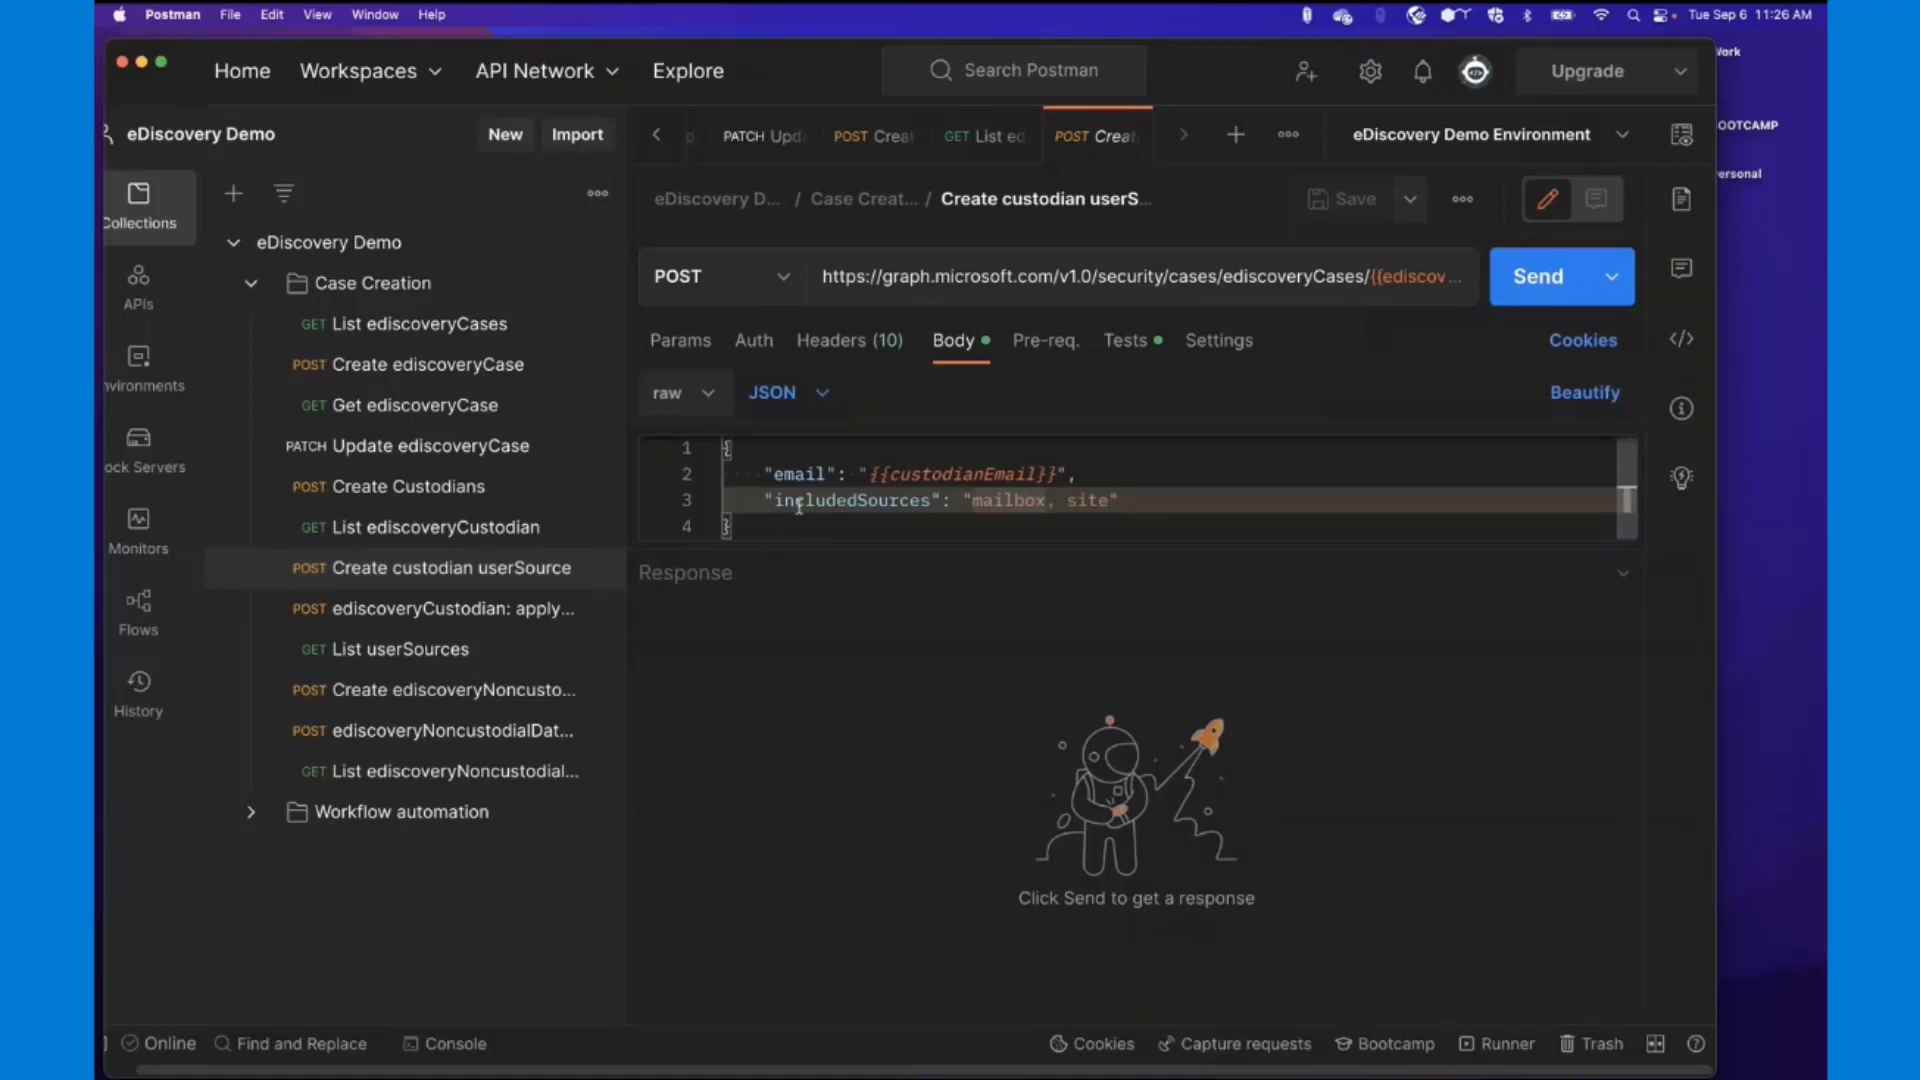 Postman File Edit View Window Help
Tue Sep 6 11:26 AM
Home Workspaces API Network Explore
Search Postman
Upgrade
eDiscovery Demo
New Import
PATCH Upd
POST Creat
GET List ed
POST Creat
eDiscovery Demo Environment
Collections
APIs
nvironments
ock Servers
Monitors
Flows
History
eDiscovery Demo
Case Creation
GET List ediscoveryCases
POST Create ediscoveryCase
GET Get ediscoveryCase
PATCH Update ediscoveryCase
POST Create Custodians
GET List ediscoveryCustodian
POST Create custodian userSource
POST ediscoveryCustodian: apply...
GET List userSources
POST Create ediscoveryNoncusto...
POST ediscoveryNoncustodialDat...
GET List ediscoveryNoncustodial...
Workflow automation
eDiscovery D... / Case Creat... / Create custodian userS...
Save
POST https://graph.microsoft.com/v1.0/security/cases/ediscoveryCases/{{ediscov ...
Send
Params Auth Headers (10) Body Pre-req. Tests Settings
Cookies
raw JSON
Beautify
1 {
2 "email": "{{custodianEmail}}",
3 "includedSources": "mailbox, site"
4 }
Response
Click Send to get a response
Online Find and Replace Console
Cookies Capture requests Bootcamp Runner Trash
Work
OOTCAMP
ersonal